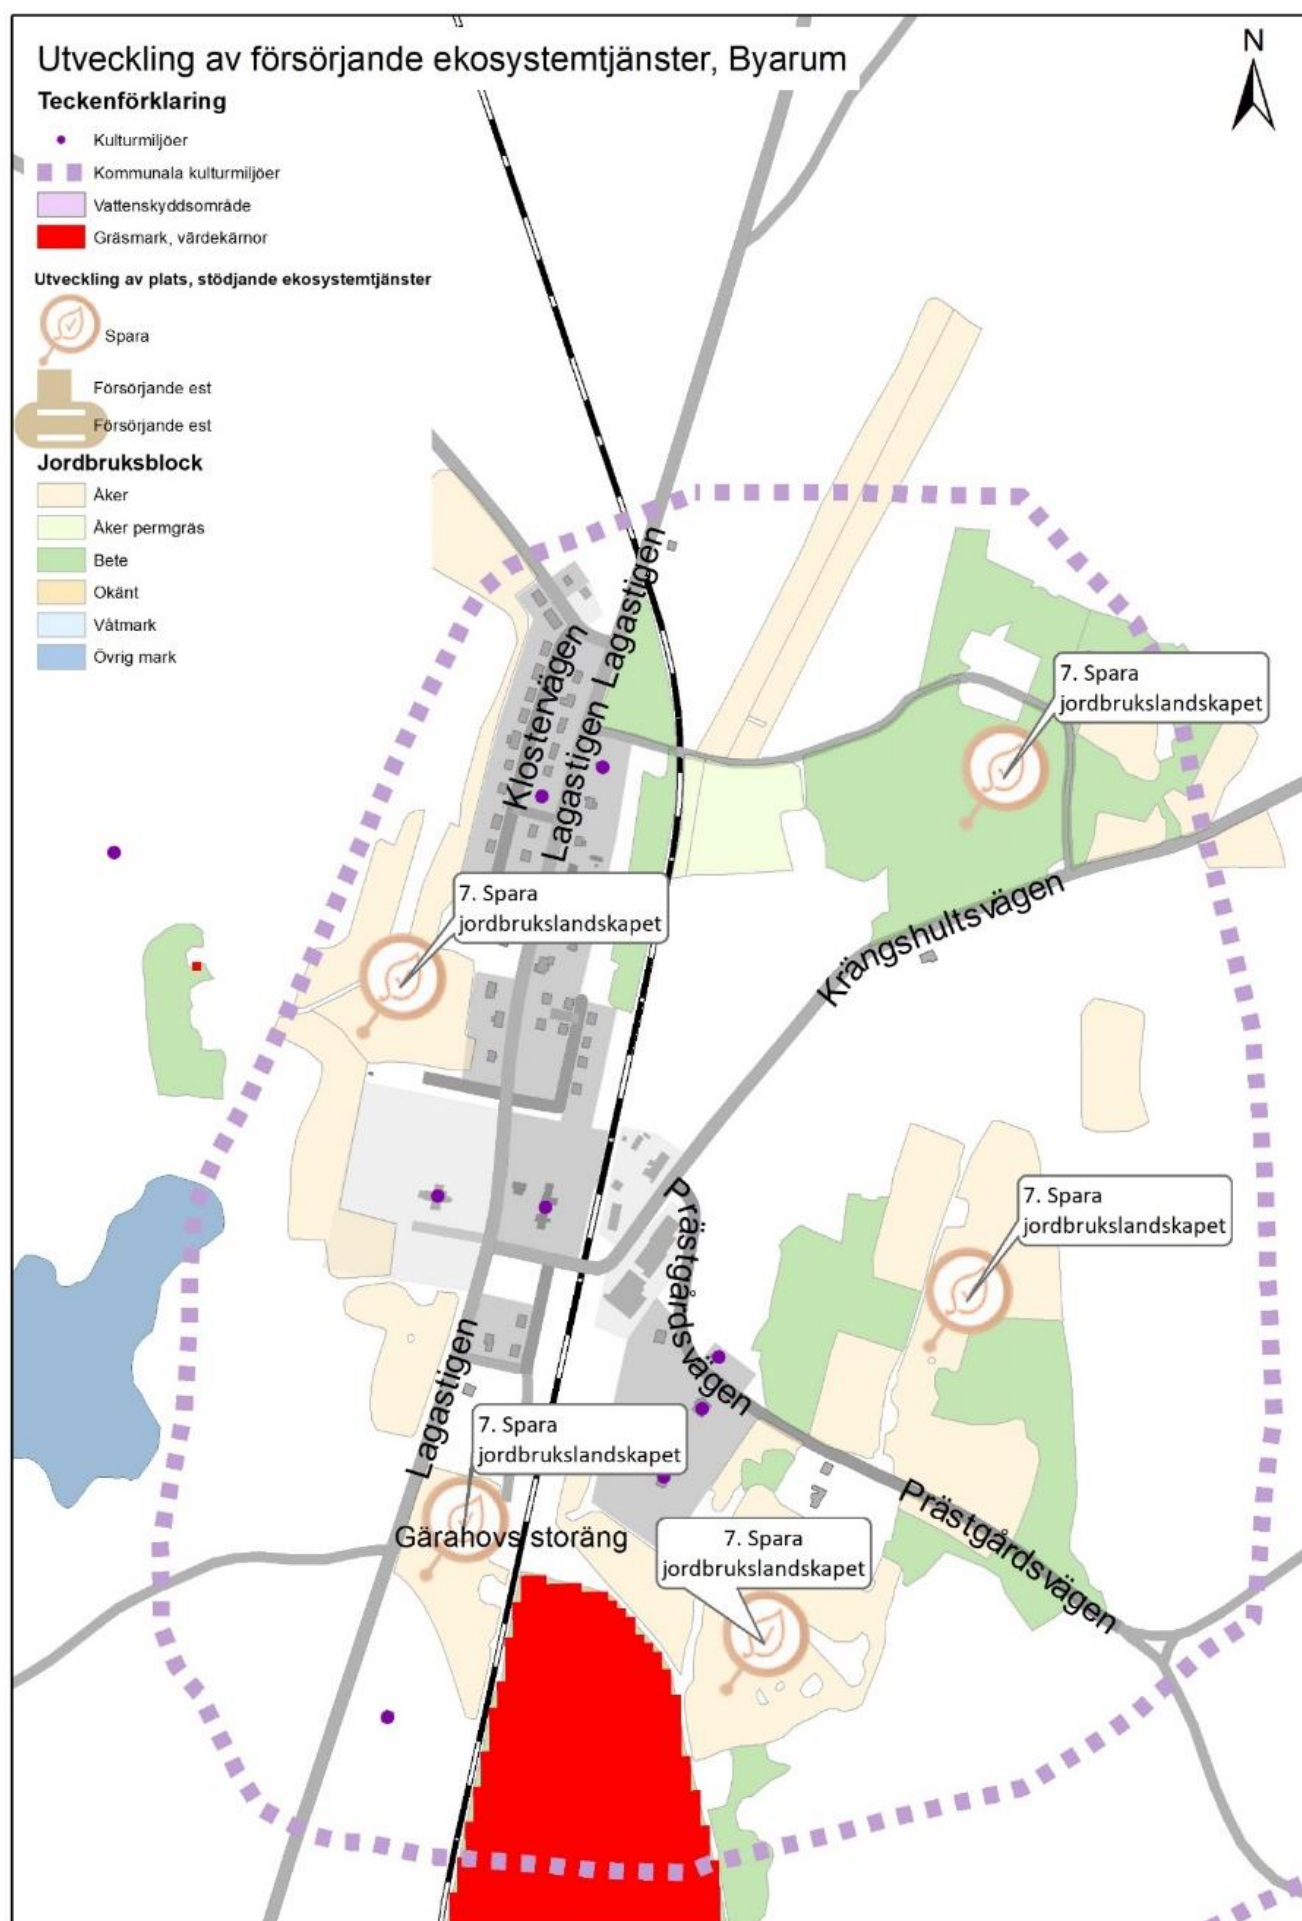 Utveckling av försörjande ekosystemtjänster, Byarum
N
Teckenförklaring
Kulturmiljöer
Kommunala kulturmiljöer
Vattenskyddsområde
Gräsmark, värdekärnor
Utveckling av plats, stödjande ekosystemtjänster
Spara
Försörjande est
Försörjande est
Jordbruksblock
Åker
Åker permgräs
Bete
Okänt
Våtmark
Övrig mark
Lagastigen
Klostervägen
Lagastigen
7. Spara
jordbrukslandskapet
7. Spara
jordbrukslandskapet
Krängshultsvägen
7. Spara
jordbrukslandskapet
Prästgårdsvägen
Lagastigen
7. Spara
jordbrukslandskapet
Prästgårdsvägen
Gärahovs storäng
7. Spara
jordbrukslandskapet